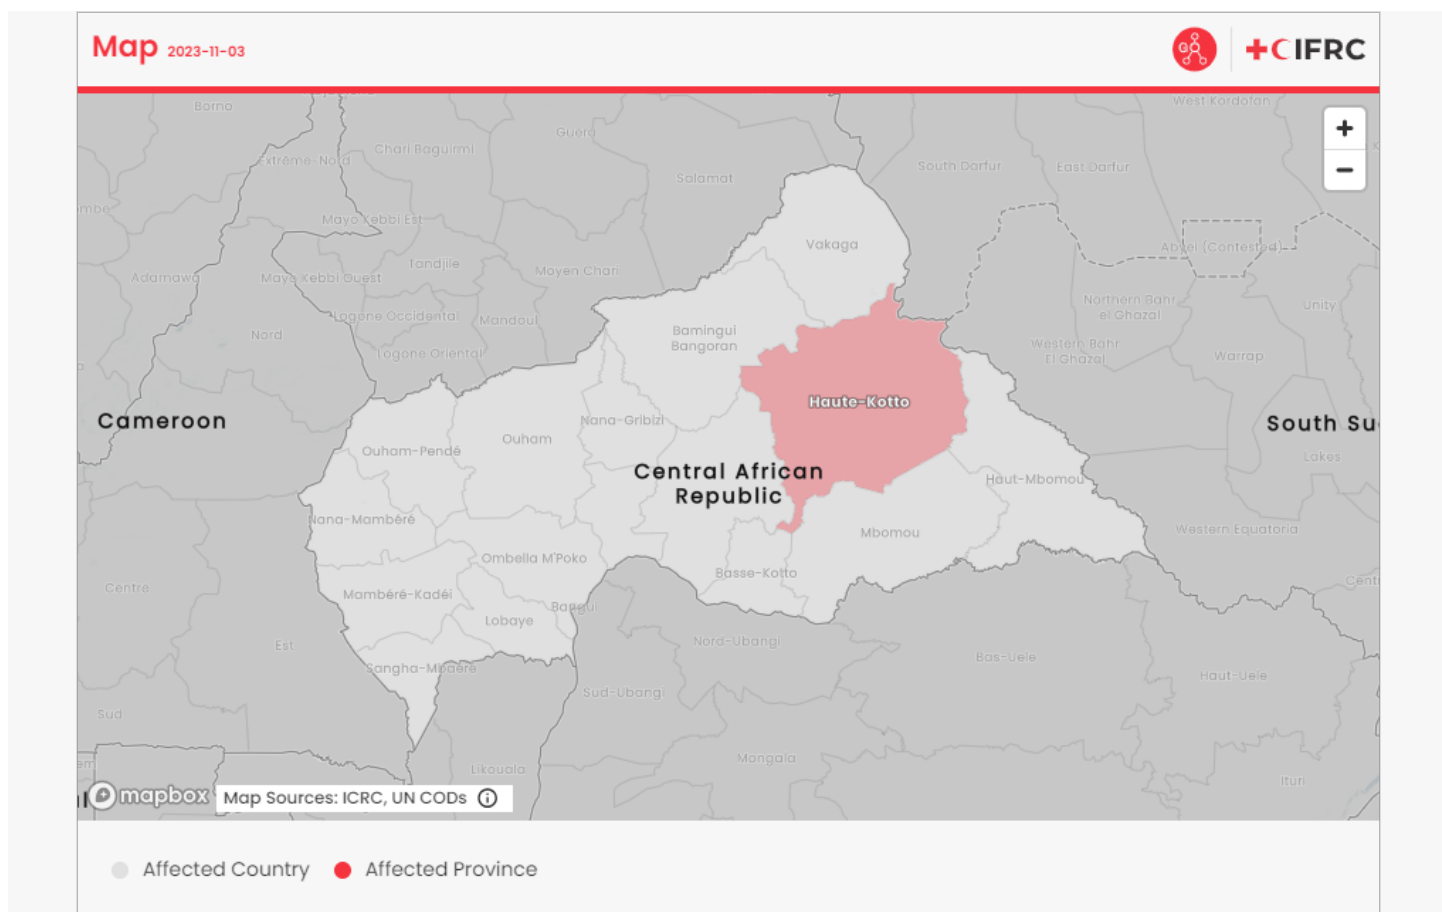 Map 2023-11-03
IFRC
Borno
West Kordofan
Guera
Chari Baguirmi
Extrême-Nord
South Darfur
East Darfur
Salamat
Mayo Kebbi Est
Vakaga
Abyei (Contested)
Tandjile
Moyen Chari
Adamawa
Mayo Kebbi Ouest
Northern Bahr
el Ghazal
Unity
Logone Occidental
Mandoul
Nord
Bamingui
Bangoran
Western Bahr
El Ghazal
Warrap
Logone Oriental
Haute-Kotto
Cameroon
Nana-Gribizi
South Su
Ouham
Ouham-Pendé
Lakes
Central African
Republic
Haut-Mbomou
Nana-Mambéré
Mbomou
Western Equatoria
Ombella M'Poko
Basse-Kotto
Centre
Mambéré-Kadéï
Bangui
Lobaye
Est
Nord-Ubangi
Bas-Uele
Sangha-Mbaéré
Haut-Uele
Sud-Ubangi
Sud
Mongala
Likouala
Ituri
mapbox
Map Sources: ICRC, UN CODs
Affected Country
Affected Province